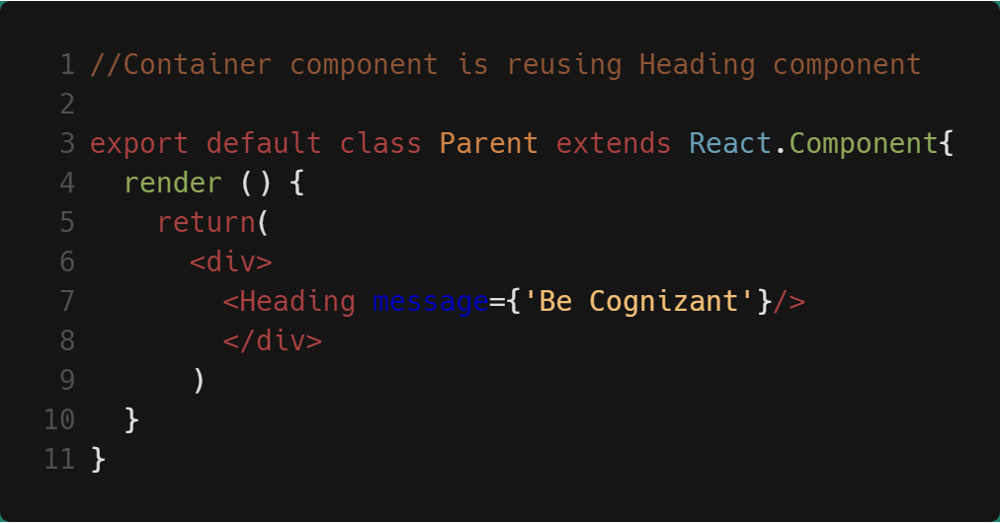 1 //Container component is reusing Heading component
2
3 export default class Parent extends React.Component{
4   render () {
5     return(
6       <div>
7         <Heading message={'Be Cognizant'}/>
8         </div>
9       )
10   }
11 }